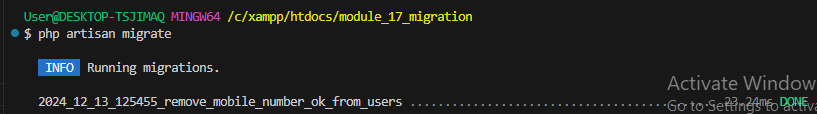 User@DESKTOP-TSJIMAQ MINGW64 /c/xampp/htdocs/module_17_migration
$ php artisan migrate
INFO Running migrations.
Activate Window
2024_12_13_125455_remove_mobile_number_ok_from_users ........................................ 23.24ms DONE
Go to Settings to activa